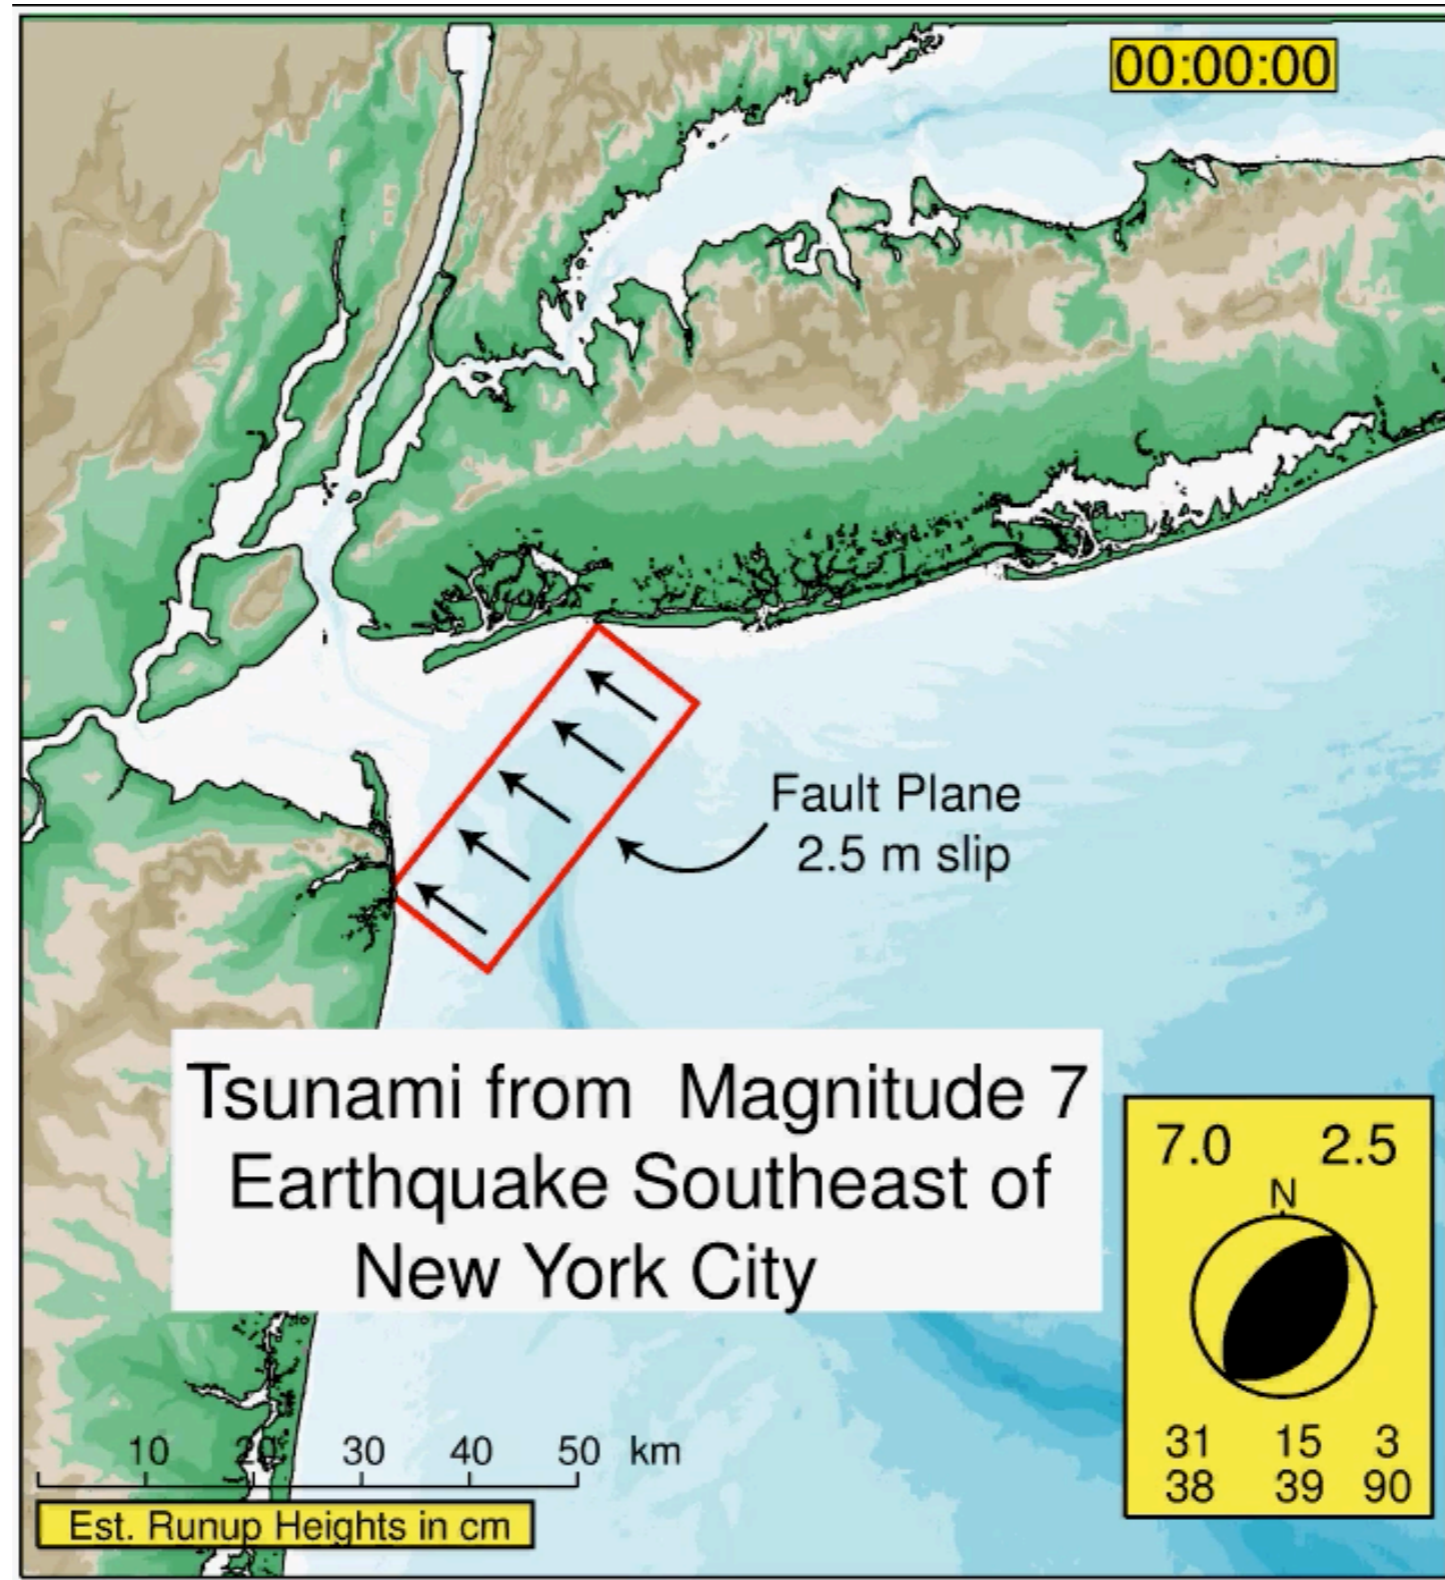 00:00:00
Fault Plane
2.5 m slip
Tsunami from Magnitude 7
Earthquake Southeast of
New York City
7.0 2.5
N
31 15 3
38 39 90
10 20 30 40 50 km
Est. Runup Heights in cm